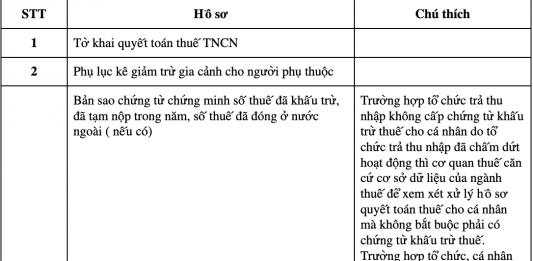 STT Hồ sơ Chú thích
1 Tờ khai quyết toán thuế TNCN
2 Phụ lục kê giảm trừ gia cảnh cho người phụ thuộc
Bản sao chứng từ chứng minh số thuế đã khấu trừ,
đã tạm nộp trong năm, số thuế đã đóng ở nước
ngoài ( nếu có)
Trường hợp tổ chức trả thu
nhập không cấp chứng từ khấu
trừ thuế cho cá nhân do tổ
chức trả thu nhập đã chấm dứt
hoạt động thì cơ quan thuế căn
cứ cơ sở dữ liệu của ngành
thuế để xem xét xử lý hồ sơ
quyết toán thuế cho cá nhân
mà không bắt buộc phải có
chứng từ khấu trừ thuế.
Trường hợp tổ chức, cá nhân